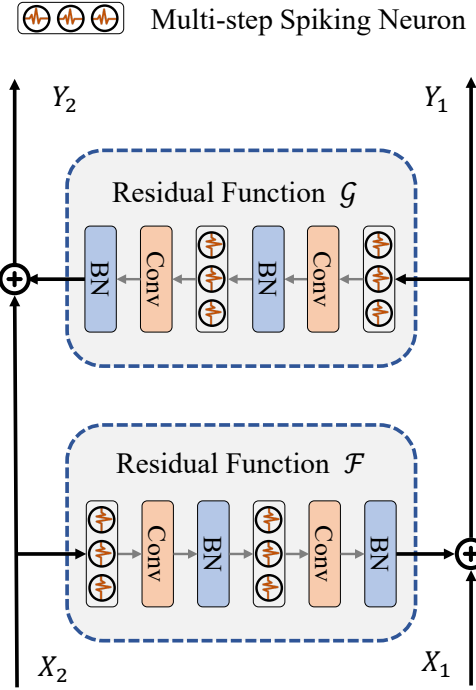 Multi-step Spiking Neuron
Y₂
Y₁
Residual Function 𝒢
BN
Conv
BN
Conv
Residual Function ℱ
Conv
BN
Conv
BN
X₂
X₁